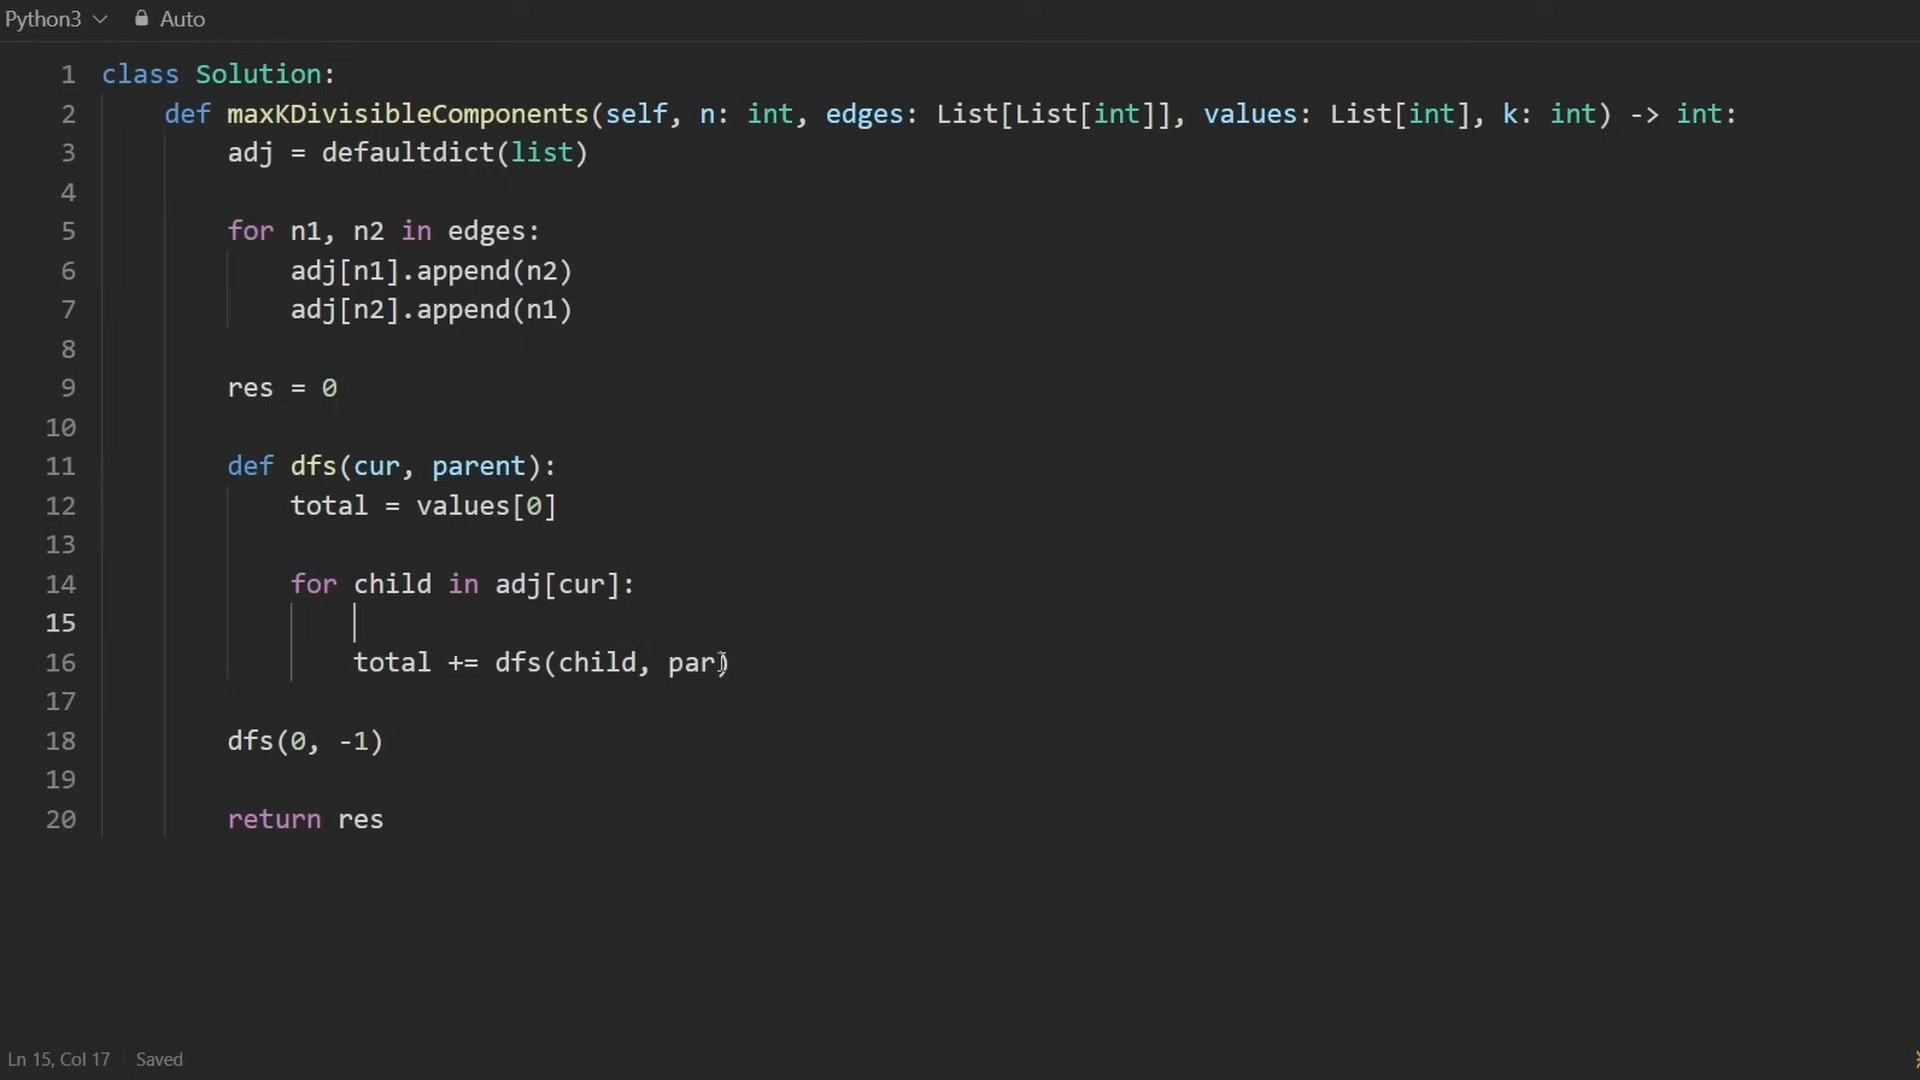 Python3 Auto
1 class Solution:
2     def maxKDivisibleComponents(self, n: int, edges: List[List[int]], values: List[int], k: int) -> int:
3         adj = defaultdict(list)
4
5         for n1, n2 in edges:
6             adj[n1].append(n2)
7             adj[n2].append(n1)
8
9         res = 0
10
11         def dfs(cur, parent):
12             total = values[0]
13
14             for child in adj[cur]:
15
16                 total += dfs(child, par)
17
18         dfs(0, -1)
19
20         return res
Ln 15, Col 17 Saved